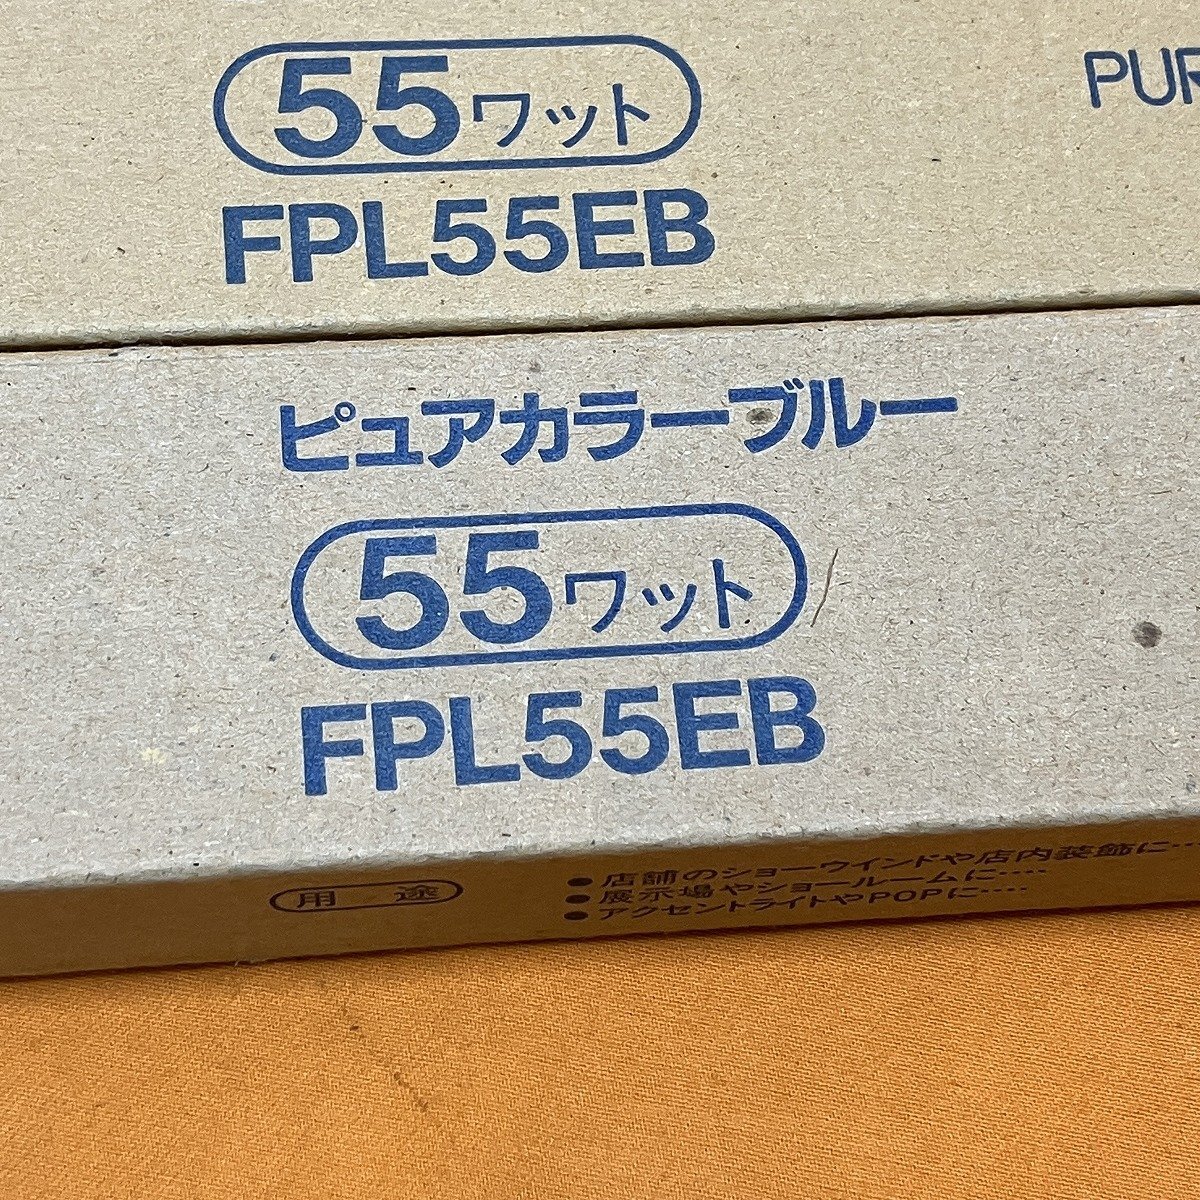 55ワット
PUR
FPL55EB
ピュアカラーブルー
55ワット
FPL55EB
用途
●店舗のショーウインドや店内装飾に‥
●展示場やショールームに‥‥
●アクセントライトやPOPに‥‥